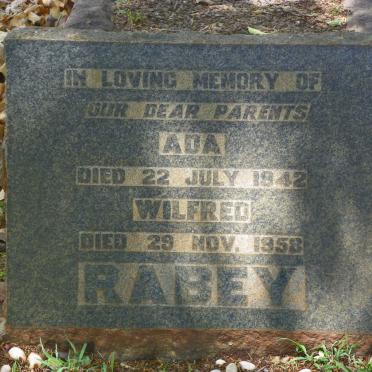 IN LOVING MEMORY OF
OUR DEAR PARENTS
ADA
DIED 22 JULY 1942
WILFRED
DIED 29 NOV. 1958
RABEY